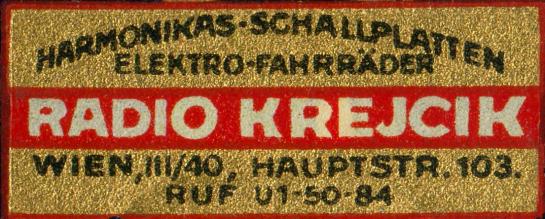 HARMONIKAS-SCHALLPLATTEN
ELEKTRO-FAHRRÄDER
RADIO KREJCIK
WIEN, III/40, HAUPTSTR. 103.
RUF U1-50-84